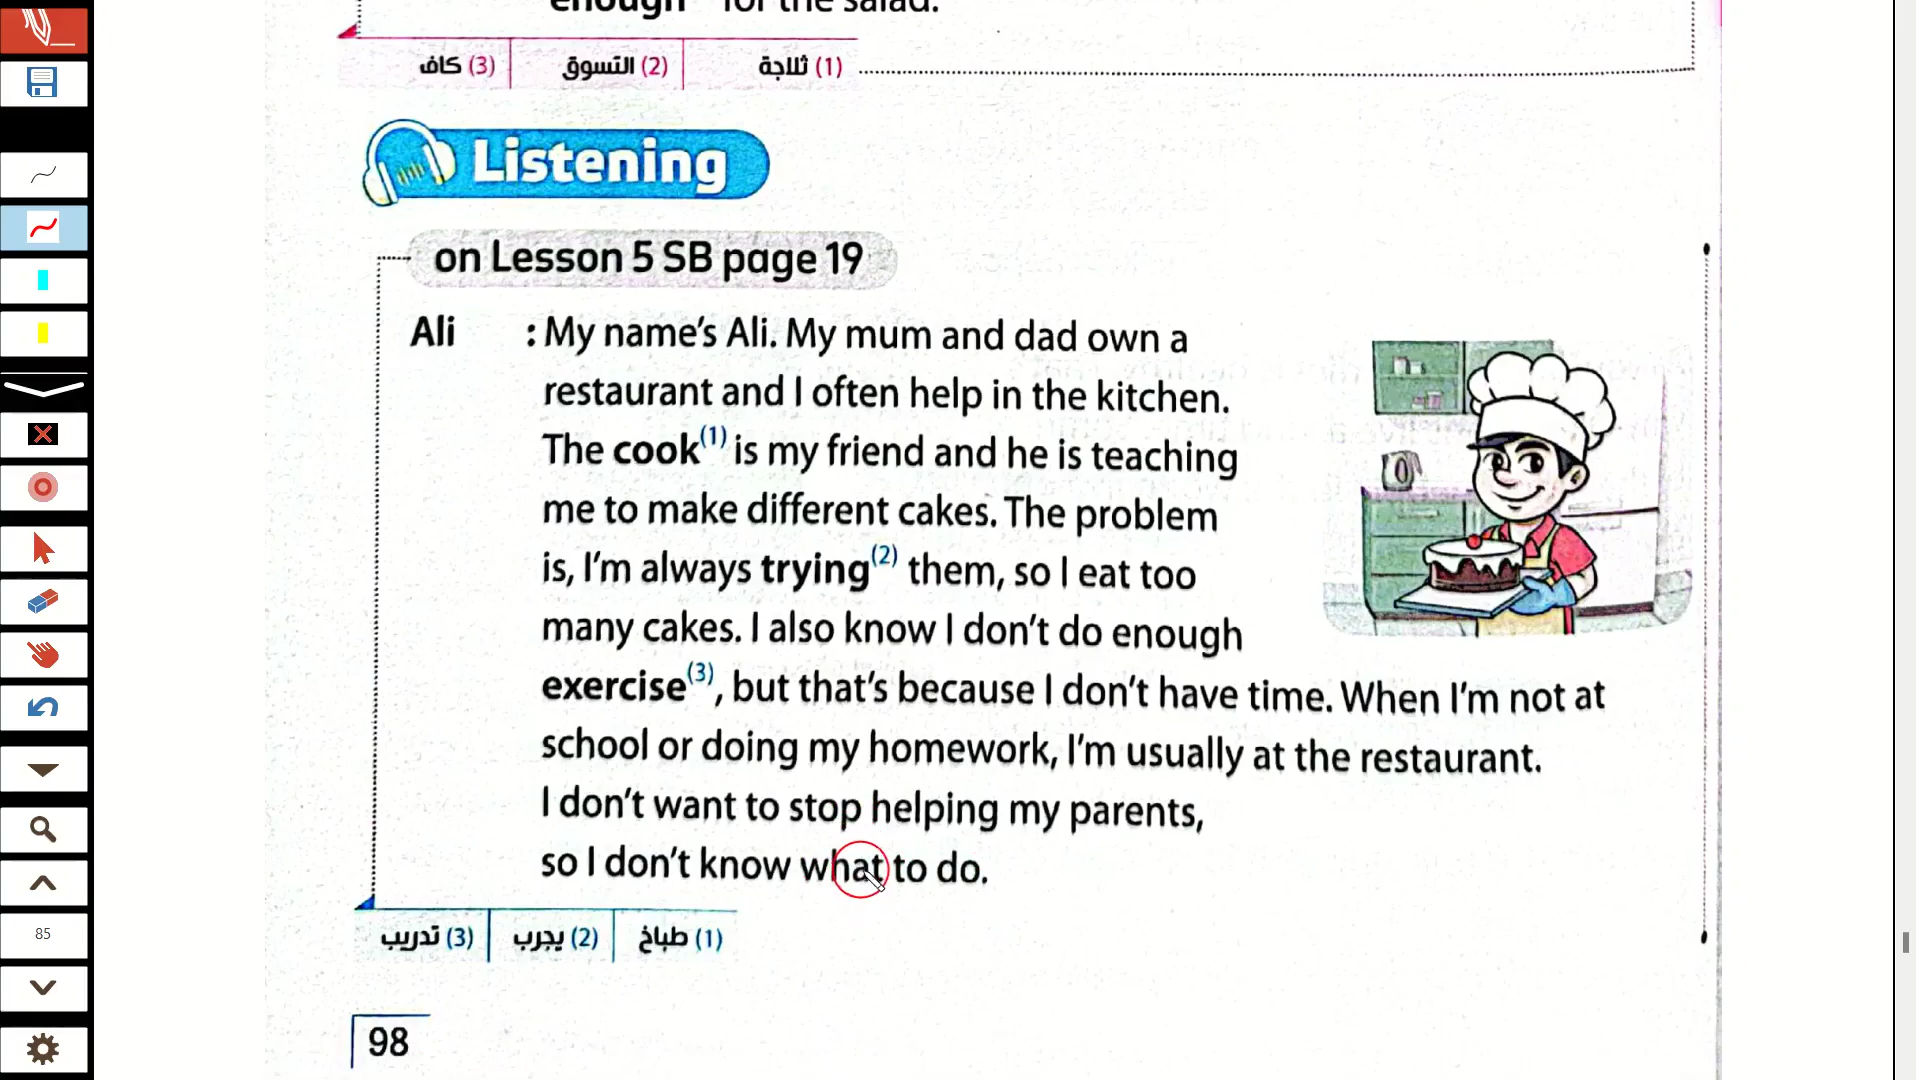 enough for the salad.
(1) ثلاجة (2) التسوق (3) كاف
Listening
on Lesson 5 SB page 19
Ali : My name's Ali. My mum and dad own a
restaurant and I often help in the kitchen.
The cook(1) is my friend and he is teaching
me to make different cakes. The problem
is, I'm always trying(2) them, so I eat too
many cakes. I also know I don't do enough
exercise(3), but that's because I don't have time. When I'm not at
school or doing my homework, I'm usually at the restaurant.
I don't want to stop helping my parents,
so I don't know what to do.
(1) طباخ (2) يجرب (3) تدريب
98
85